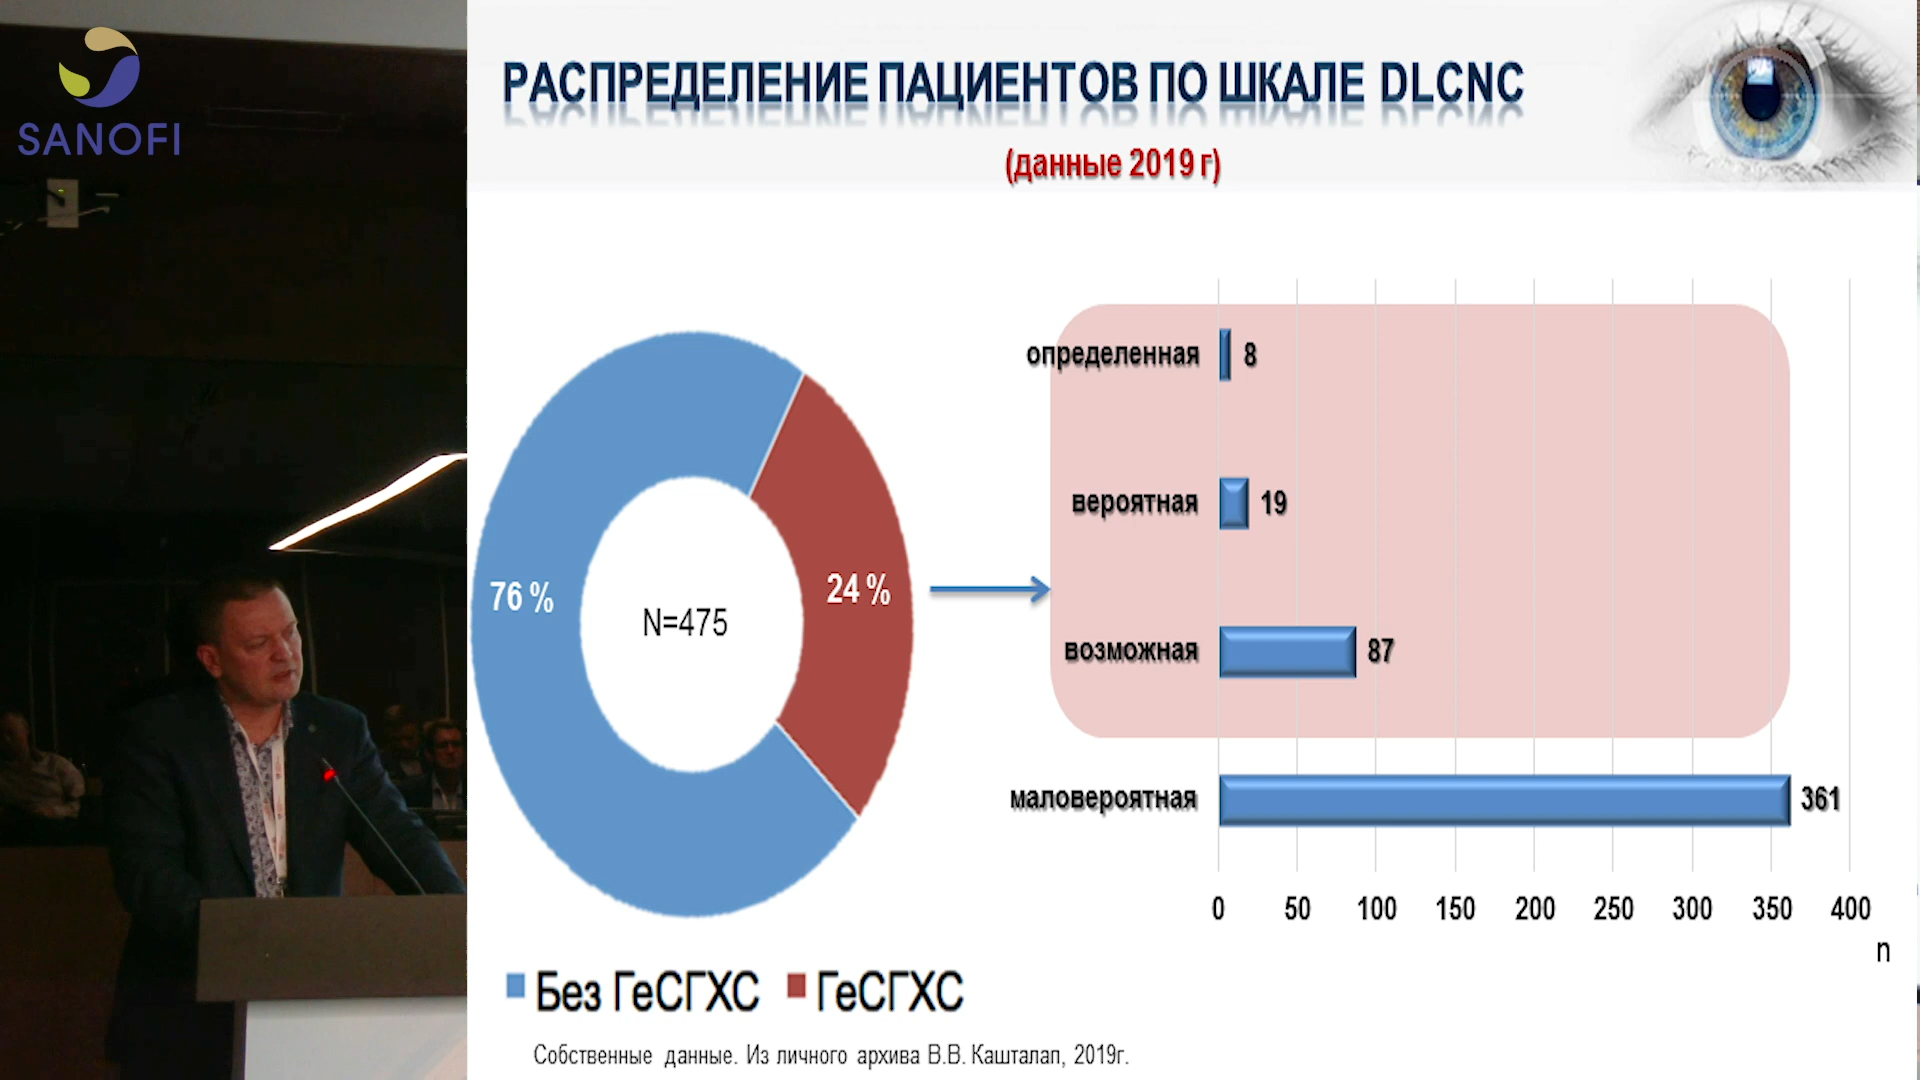 SANOFI
РАСПРЕДЕЛЕНИЕ ПАЦИЕНТОВ ПО ШКАЛЕ DLCNC
(данные 2019 г)
76 %
N=475
24 %
определенная
8
вероятная
19
возможная
87
маловероятная
361
0 50 100 150 200 250 300 350 400
n
Без ГеСГХС ГеСГХС
Собственные данные. Из личного архива В.В. Кашталап, 2019г.